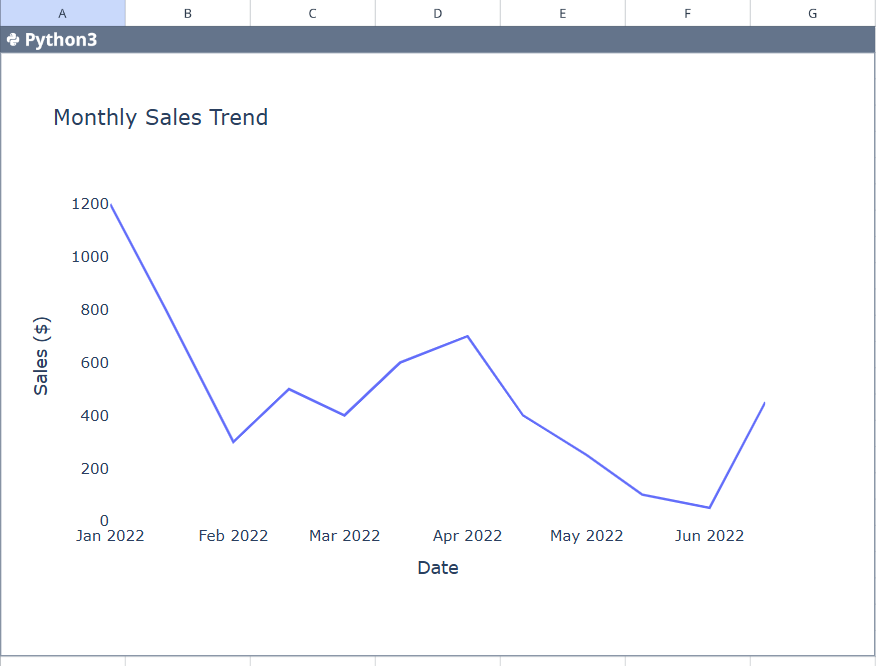 A B C D E F G
Python3
Monthly Sales Trend
1200
1000
800
600
400
200
0
Sales ($)
Jan 2022 Feb 2022 Mar 2022 Apr 2022 May 2022 Jun 2022
Date